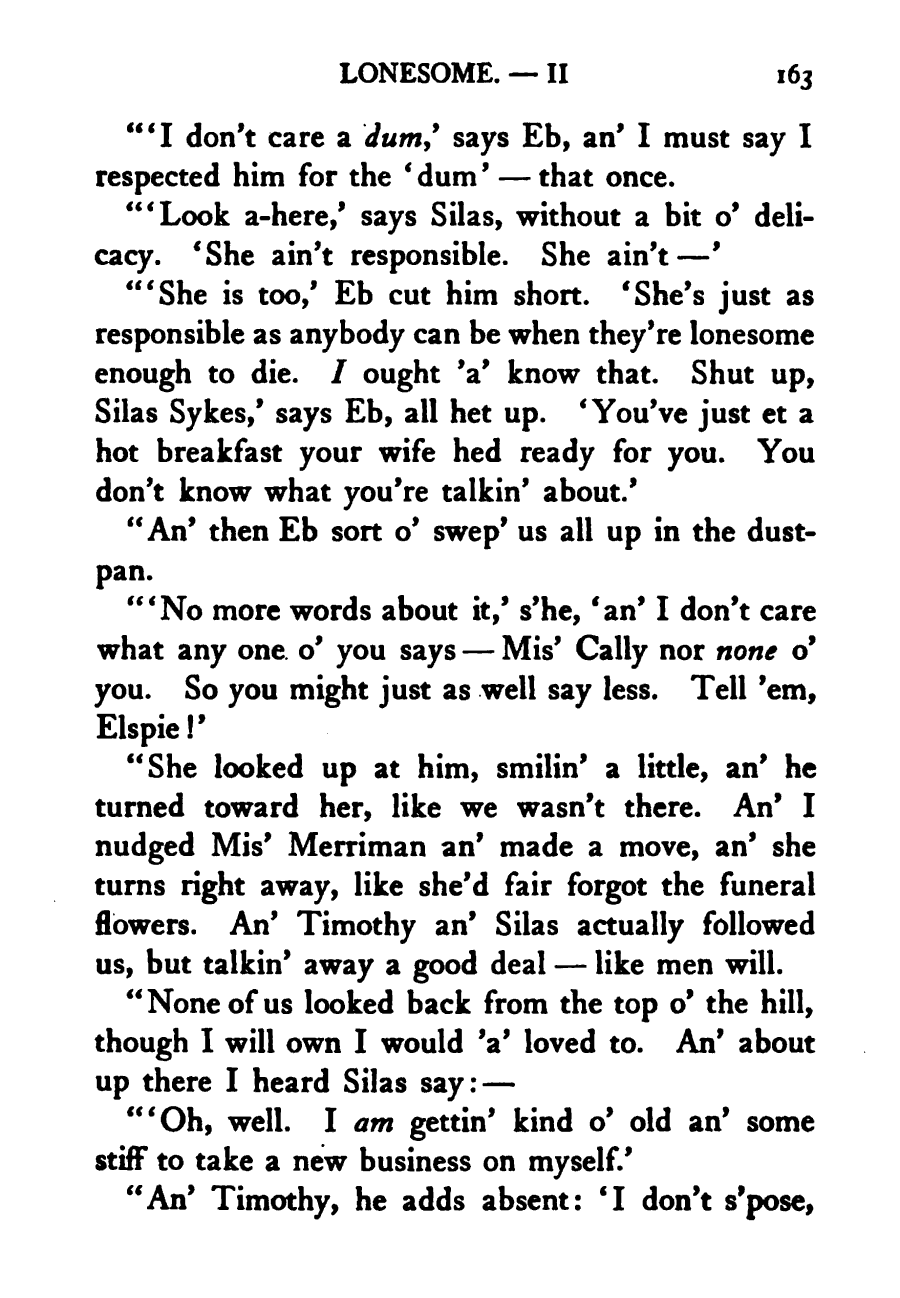 LONESOME. — II 163
"'I don't care a dum,' says Eb, an' I must say I
respected him for the 'dum' — that once.
"'Look a-here,' says Silas, without a bit o' deli-
cacy. 'She ain't responsible. She ain't —'
"'She is too,' Eb cut him short. 'She's just as
responsible as anybody can be when they're lonesome
enough to die. I ought 'a' know that. Shut up,
Silas Sykes,' says Eb, all het up. 'You've just et a
hot breakfast your wife hed ready for you. You
don't know what you're talkin' about.'
"An' then Eb sort o' swep' us all up in the dust-
pan.
"'No more words about it,' s'he, 'an' I don't care
what any one o' you says — Mis' Cally nor none o'
you. So you might just as well say less. Tell 'em,
Elspie!'
"She looked up at him, smilin' a little, an' he
turned toward her, like we wasn't there. An' I
nudged Mis' Merriman an' made a move, an' she
turns right away, like she'd fair forgot the funeral
flowers. An' Timothy an' Silas actually followed
us, but talkin' away a good deal — like men will.
"None of us looked back from the top o' the hill,
though I will own I would 'a' loved to. An' about
up there I heard Silas say: —
"'Oh, well. I am gettin' kind o' old an' some
stiff to take a new business on myself.'
"An' Timothy, he adds absent: 'I don't s'pose,